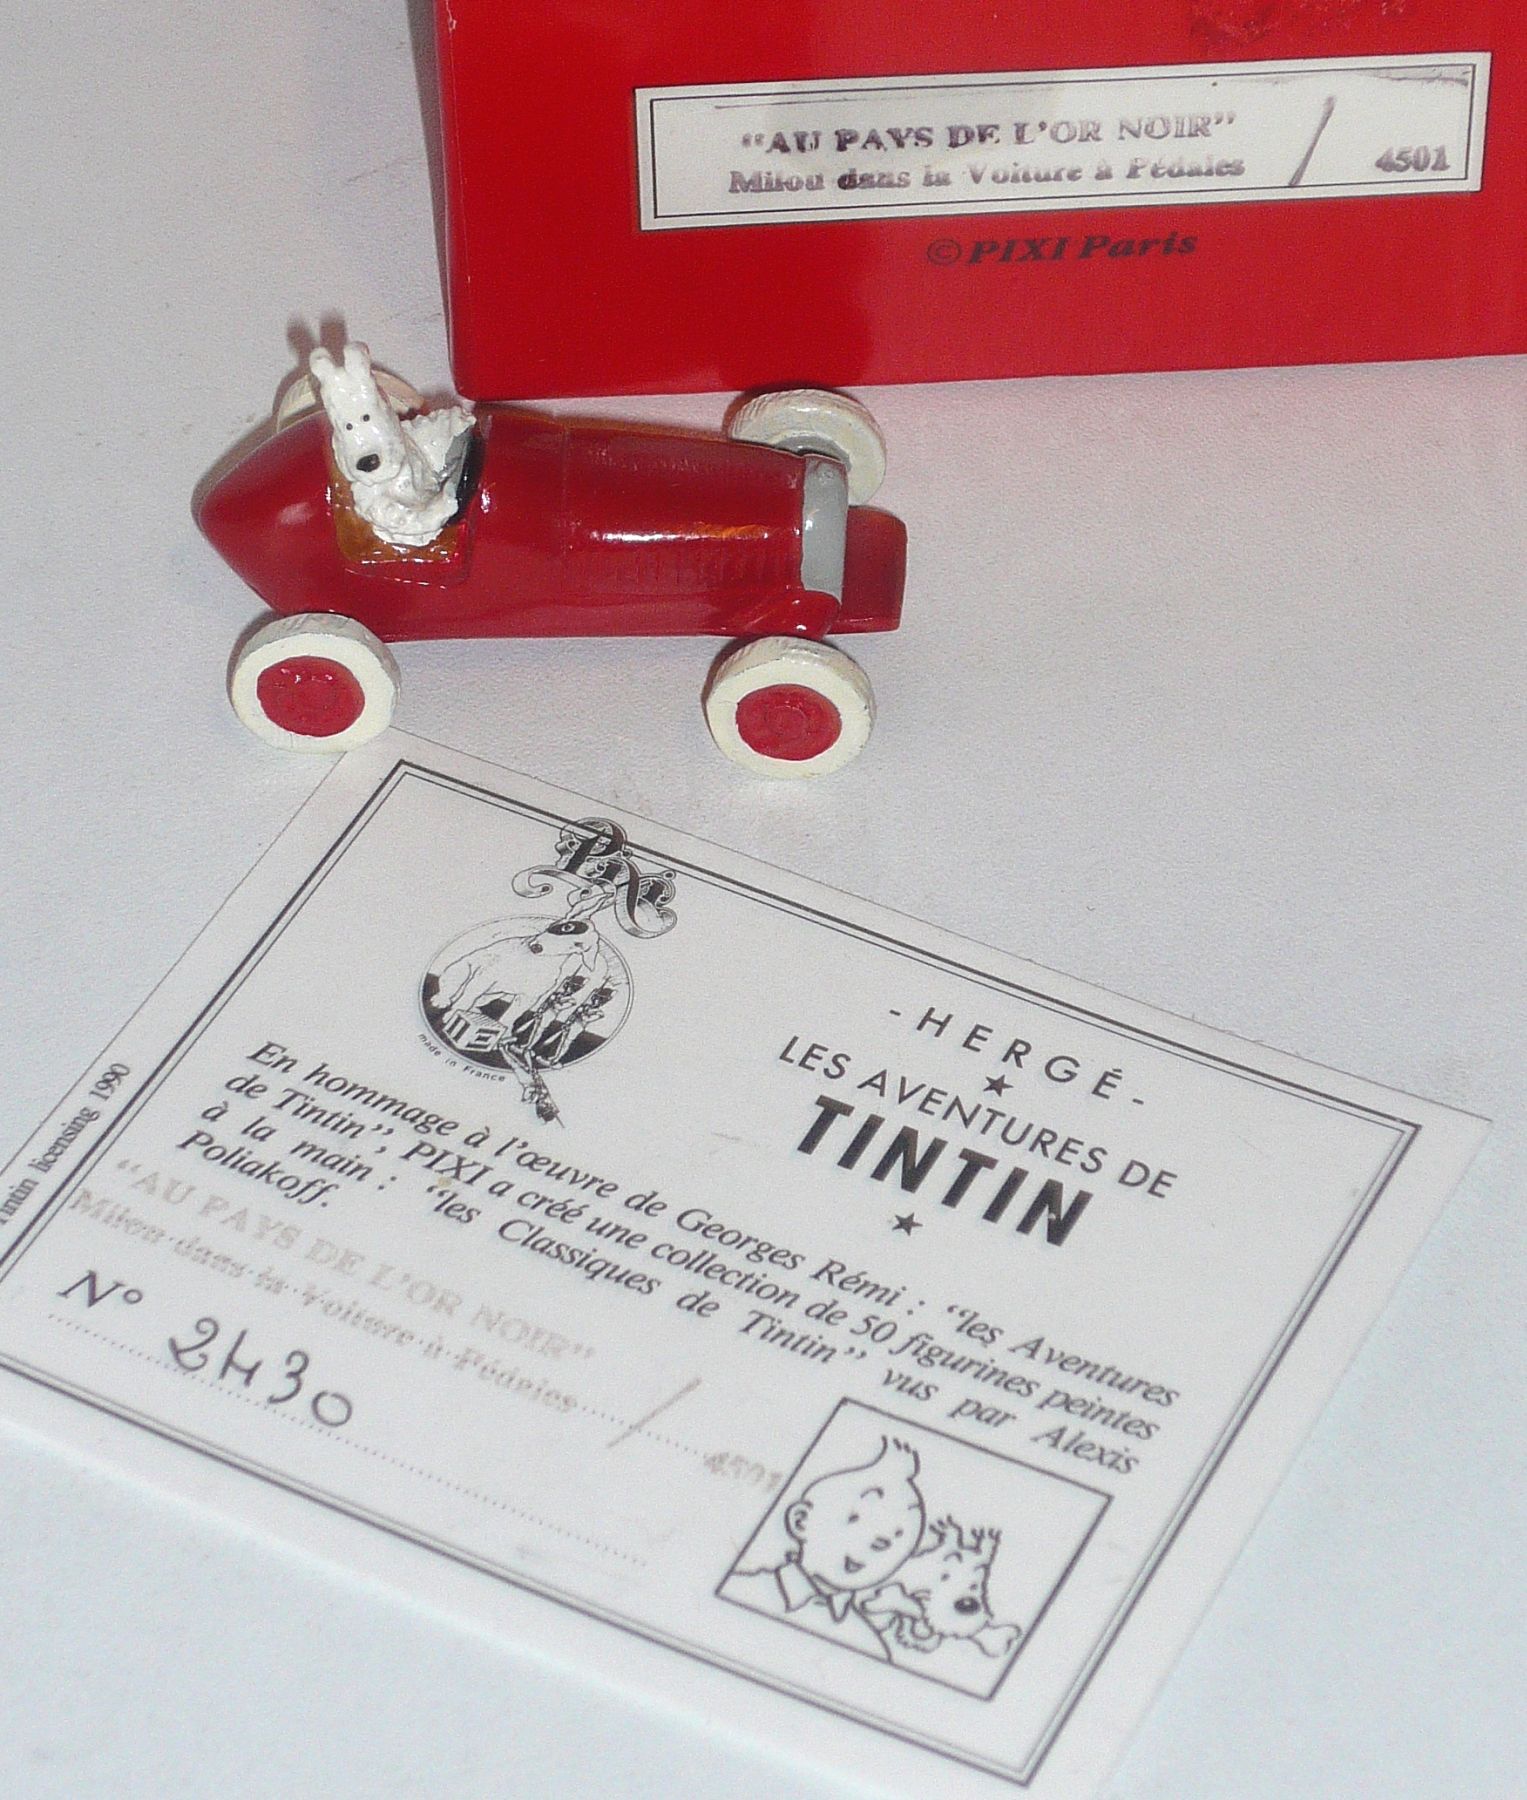 "AU PAYS DE L'OR NOIR"
Milou dans la Voiture à Pédales / 4501
©PIXI Paris
Pixi
made in France
- HERGÉ -
LES AVENTURES DE
TINTIN
En hommage à l'œuvre de Georges Rémi : "les Aventures
de Tintin", PIXI a créé une collection de 50 figurines peintes
à la main : "les Classiques de Tintin" vus par Alexis
Poliakoff.
"AU PAYS DE L'OR NOIR"
Milou dans la Voiture à Pédales / 4501
N° 2430
Tintin licensing 1990